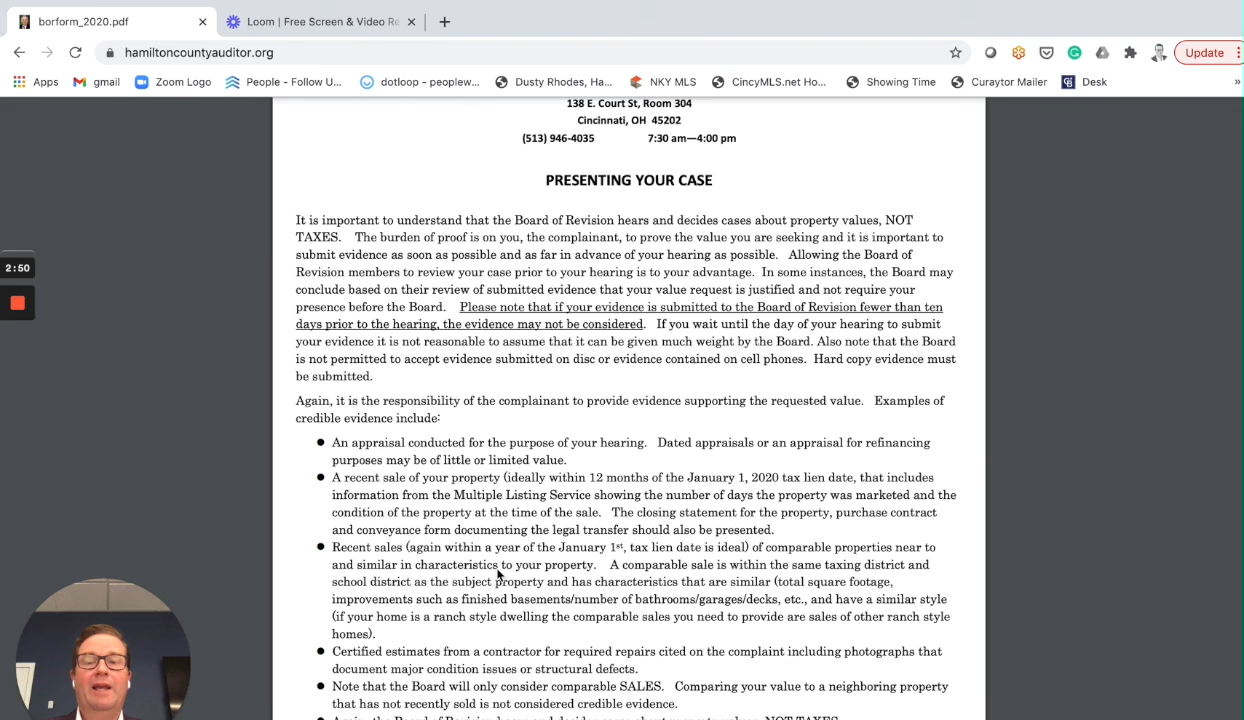 borform_2020.pdf
Loom | Free Screen & Video Re
hamiltoncountyauditor.org
Update
Apps
gmail
Zoom Logo
People - Follow U...
dotloop - peoplew...
Dusty Rhodes, Ha...
NKY MLS
CincyMLS.net Ho...
Showing Time
Curaytor Mailer
Desk
»
138 E. Court St, Room 304
Cincinnati, OH 45202
(513) 946-4035 7:30 am—4:00 pm
PRESENTING YOUR CASE
It is important to understand that the Board of Revision hears and decides cases about property values, NOT
TAXES. The burden of proof is on you, the complainant, to prove the value you are seeking and it is important to
submit evidence as soon as possible and as far in advance of your hearing as possible. Allowing the Board of
Revision members to review your case prior to your hearing is to your advantage. In some instances, the Board may
conclude based on their review of submitted evidence that your value request is justified and not require your
presence before the Board. Please note that if your evidence is submitted to the Board of Revision fewer than ten
days prior to the hearing, the evidence may not be considered. If you wait until the day of your hearing to submit
your evidence it is not reasonable to assume that it can be given much weight by the Board. Also note that the Board
is not permitted to accept evidence submitted on disc or evidence contained on cell phones. Hard copy evidence must
be submitted.
2:50
Again, it is the responsibility of the complainant to provide evidence supporting the requested value. Examples of
credible evidence include:
● An appraisal conducted for the purpose of your hearing. Dated appraisals or an appraisal for refinancing
purposes may be of little or limited value.
● A recent sale of your property (ideally within 12 months of the January 1, 2020 tax lien date, that includes
information from the Multiple Listing Service showing the number of days the property was marketed and the
condition of the property at the time of the sale. The closing statement for the property, purchase contract
and conveyance form documenting the legal transfer should also be presented.
● Recent sales (again within a year of the January 1st, tax lien date is ideal) of comparable properties near to
and similar in characteristics to your property. A comparable sale is within the same taxing district and
school district as the subject property and has characteristics that are similar (total square footage,
improvements such as finished basements/number of bathrooms/garages/decks, etc., and have a similar style
(if your home is a ranch style dwelling the comparable sales you need to provide are sales of other ranch style
homes).
● Certified estimates from a contractor for required repairs cited on the complaint including photographs that
document major condition issues or structural defects.
● Note that the Board will only consider comparable SALES. Comparing your value to a neighboring property
that has not recently sold is not considered credible evidence.
● Again, the Board of Revision hears and decides cases about property values, NOT TAXES.